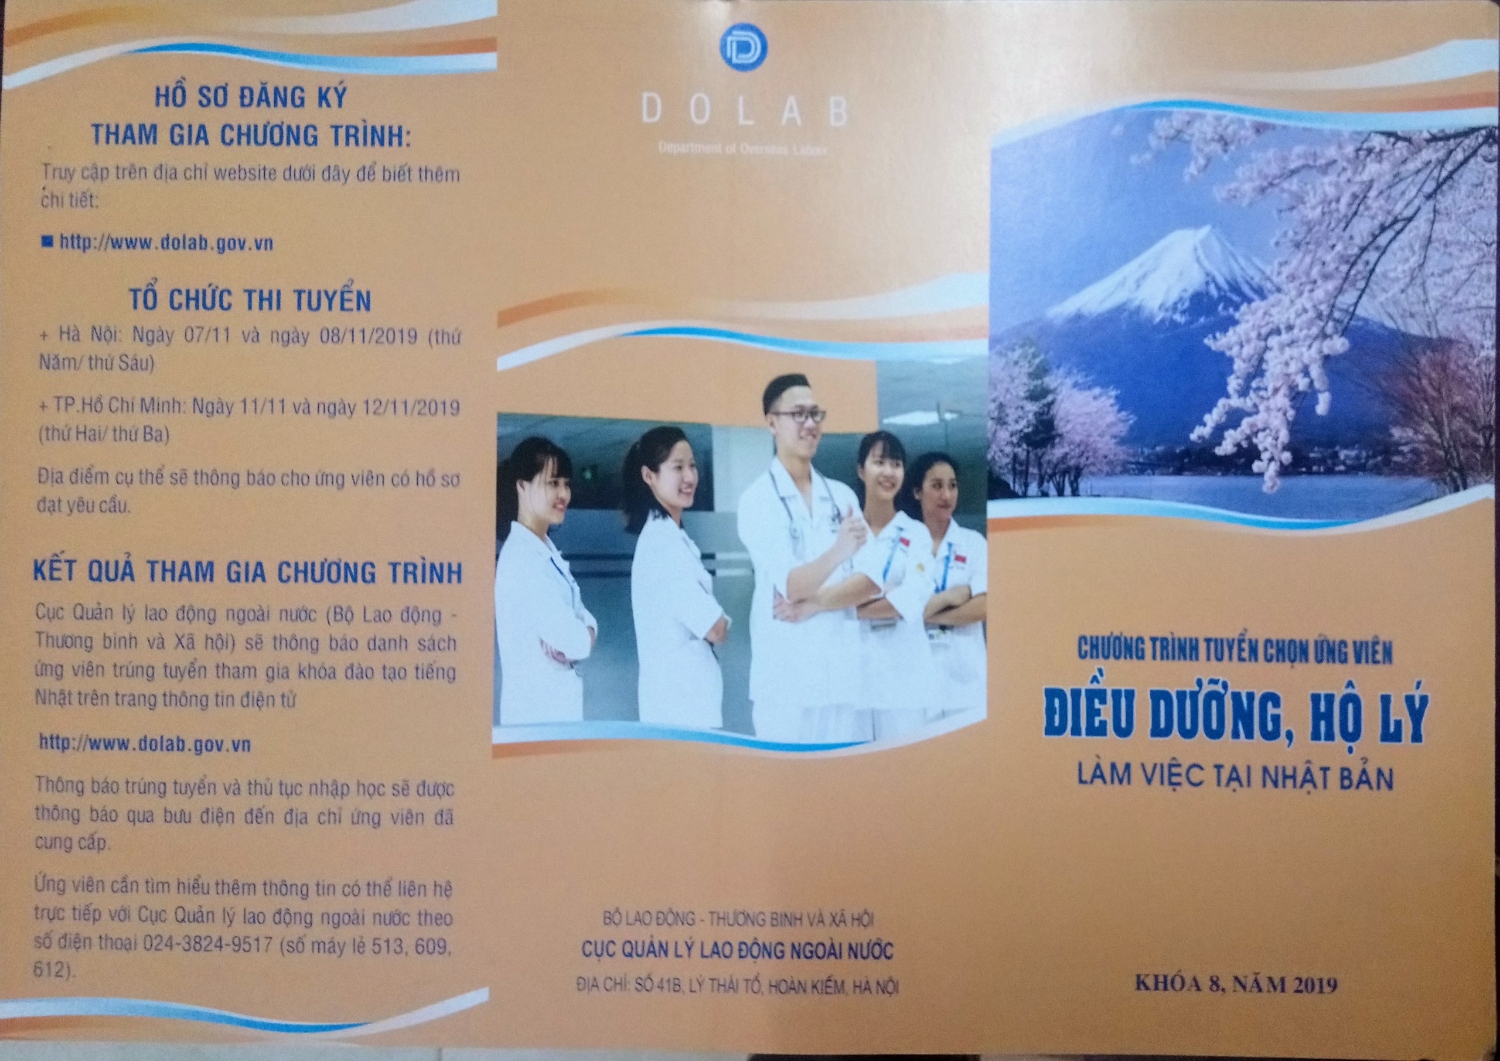 HỒ SƠ ĐĂNG KÝ
THAM GIA CHƯƠNG TRÌNH:
Truy cập trên địa chỉ website dưới đây để biết thêm
chi tiết:
http://www.dolab.gov.vn
TỔ CHỨC THI TUYỂN
+ Hà Nội: Ngày 07/11 và ngày 08/11/2019 (thứ
Năm/ thứ Sáu)
+ TP.Hồ Chí Minh: Ngày 11/11 và ngày 12/11/2019
(thứ Hai/ thứ Ba)
Địa điểm cụ thể sẽ thông báo cho ứng viên có hồ sơ
đạt yêu cầu.
KẾT QUẢ THAM GIA CHƯƠNG TRÌNH
Cục Quản lý lao động ngoài nước (Bộ Lao động -
Thương binh và Xã hội) sẽ thông báo danh sách
ứng viên trúng tuyển tham gia khóa đào tạo tiếng
Nhật trên trang thông tin điện tử
http://www.dolab.gov.vn
Thông báo trúng tuyển và thủ tục nhập học sẽ được
thông báo qua bưu điện đến địa chỉ ứng viên đã
cung cấp.
Ứng viên cần tìm hiểu thêm thông tin có thể liên hệ
trực tiếp với Cục Quản lý lao động ngoài nước theo
số điện thoại 024-3824-9517 (số máy lẻ 513, 609,
612).
DOLAB
Department of Overseas Labour
BỘ LAO ĐỘNG - THƯƠNG BINH VÀ XÃ HỘI
CỤC QUẢN LÝ LAO ĐỘNG NGOÀI NƯỚC
ĐỊA CHỈ: SỐ 41B, LÝ THÁI TỔ, HOÀN KIẾM, HÀ NỘI
CHƯƠNG TRÌNH TUYỂN CHỌN ỨNG VIÊN
ĐIỀU DƯỠNG, HỘ LÝ
LÀM VIỆC TẠI NHẬT BẢN
KHÓA 8, NĂM 2019